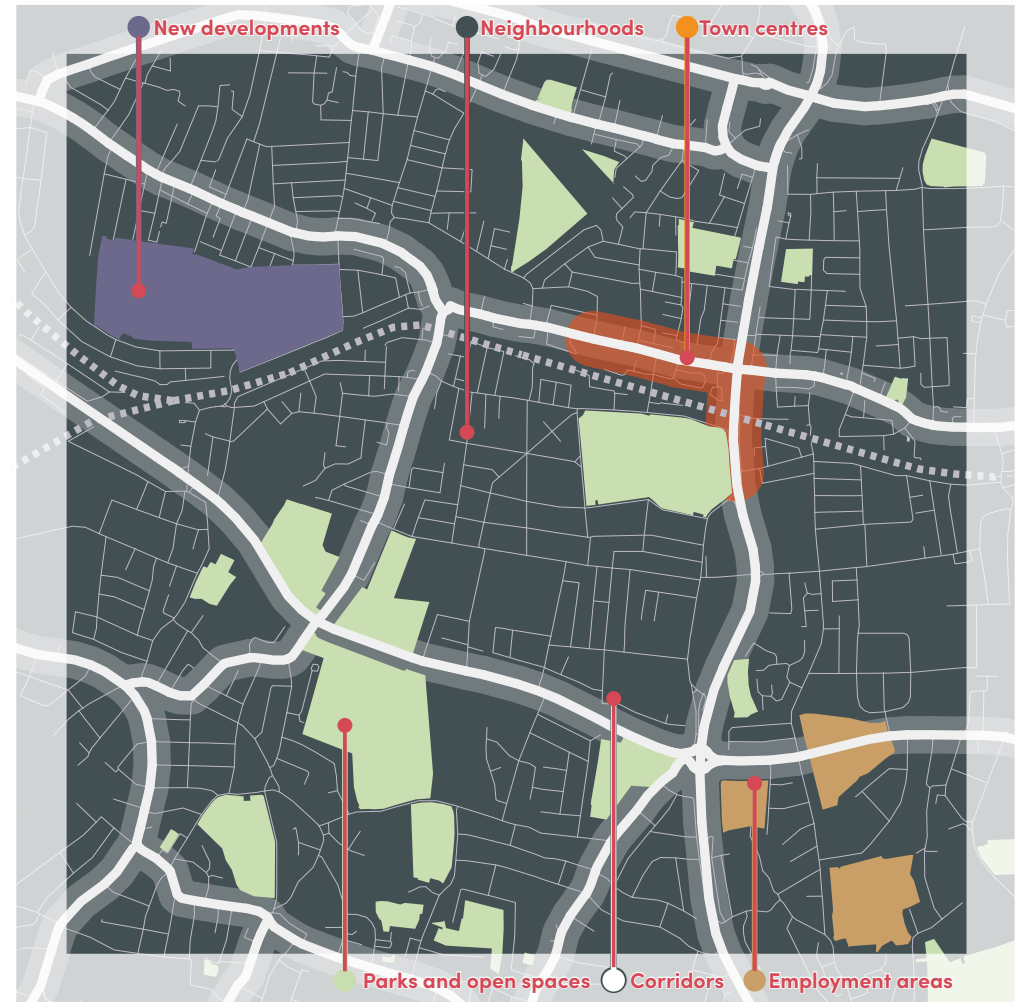 New developments
Neighbourhoods
Town centres
Parks and open spaces
Corridors
Employment areas